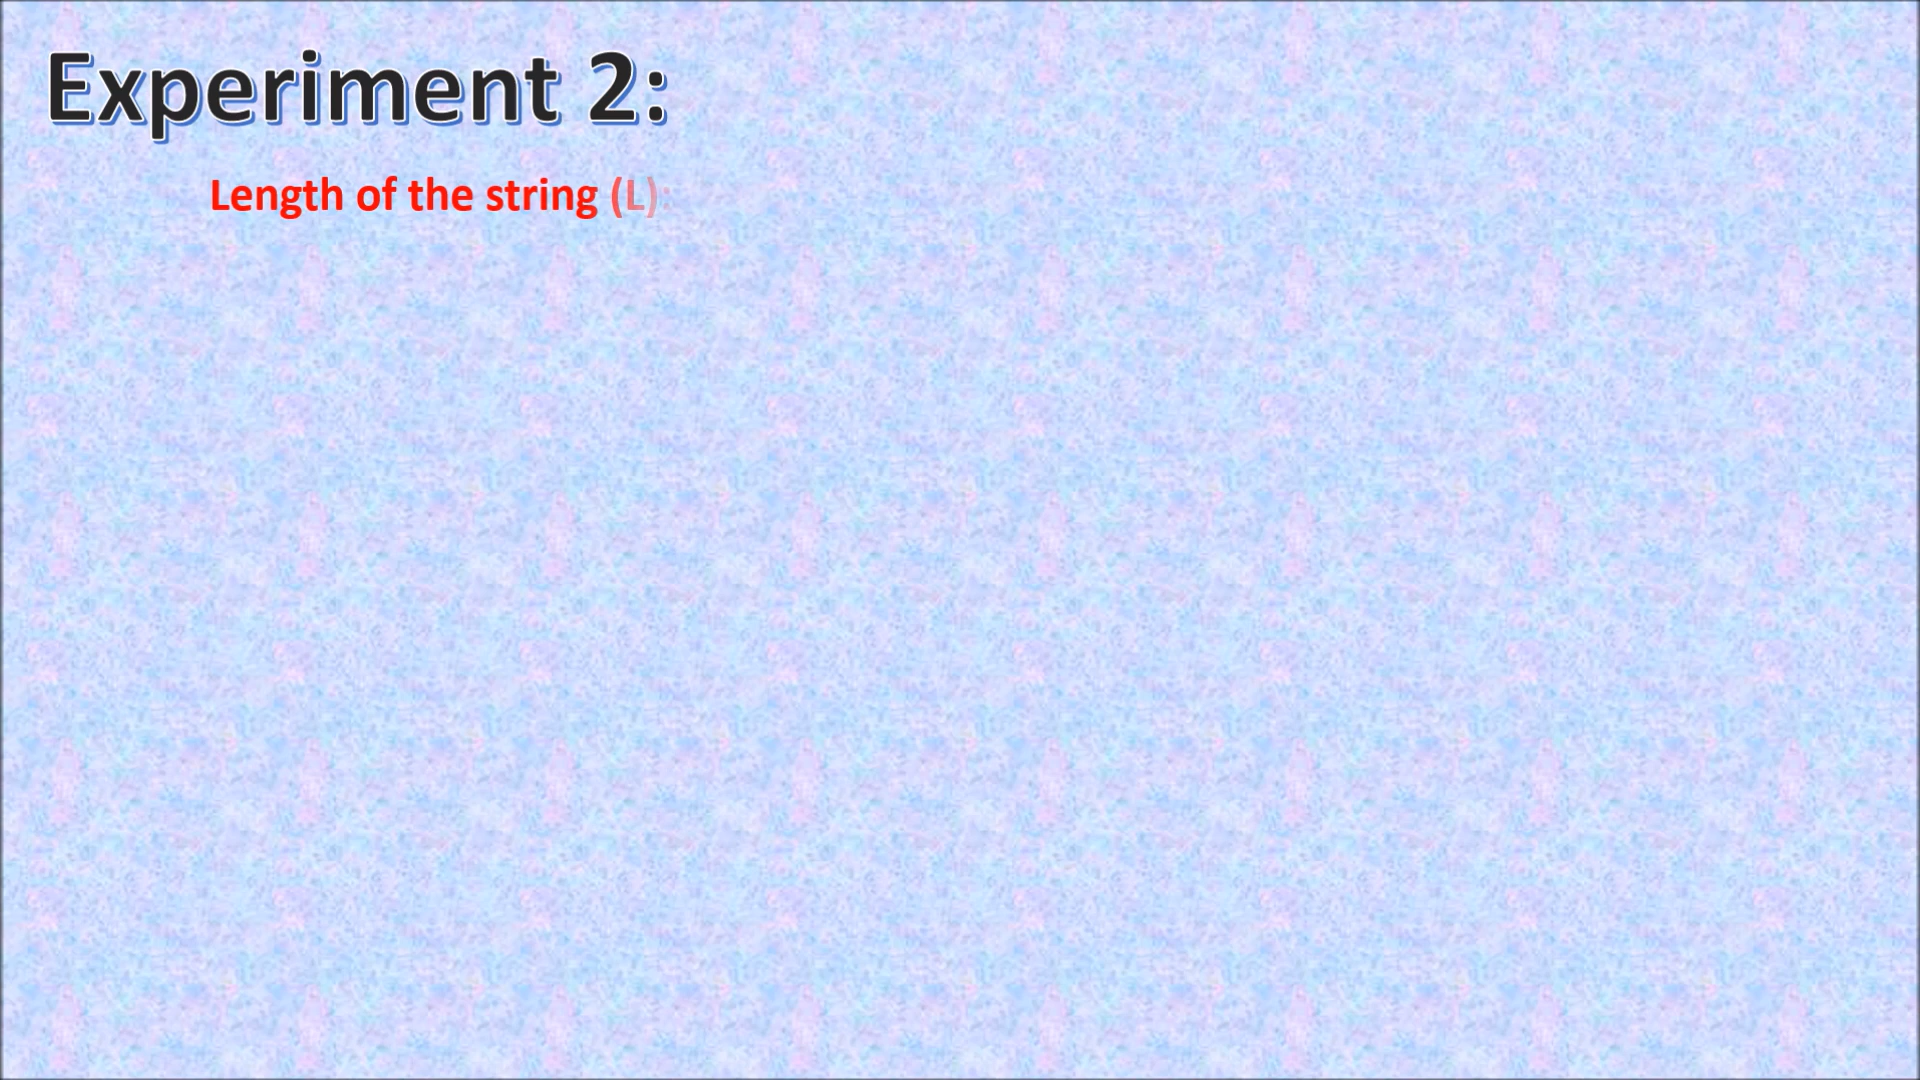 Experiment 2:
Length of the string (L):